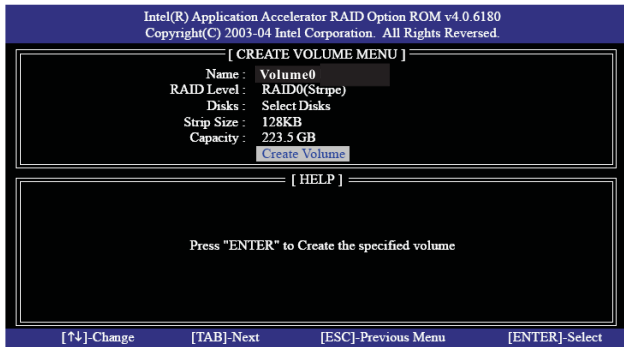 Intel(R) Application Accelerator RAID Option ROM v4.0.6180
Copyright(C) 2003-04 Intel Corporation. All Rights Reversed.
[ CREATE VOLUME MENU ]
Name : Volume0
RAID Level : RAID0(Stripe)
Disks : Select Disks
Strip Size : 128KB
Capacity : 223.5 GB
Create Volume
[ HELP ]
Press "ENTER" to Create the specified volume
[↑↓]-Change [TAB]-Next [ESC]-Previous Menu [ENTER]-Select